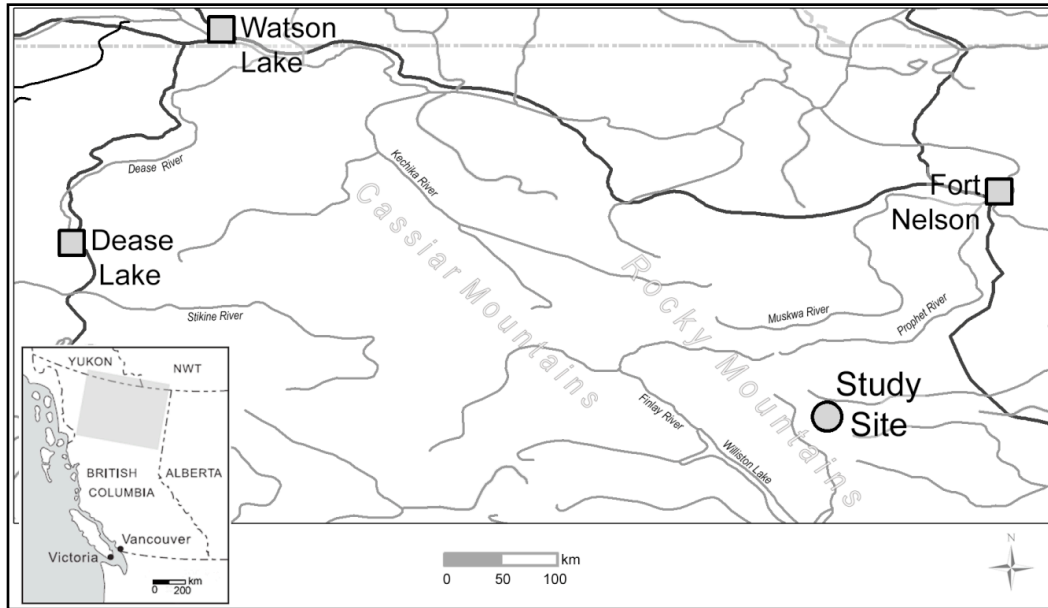 Watson
Lake
Dease River
Kechika River
Fort
Nelson
Cassiar Mountains
Dease
Lake
Rocky Mountains
Stikine River
Muskwa River
Prophet River
Study
Site
Finlay River
Williston Lake
YUKON
NWT
BRITISH
COLUMBIA
ALBERTA
Vancouver
Victoria
km
0 200
km
0 50 100
N